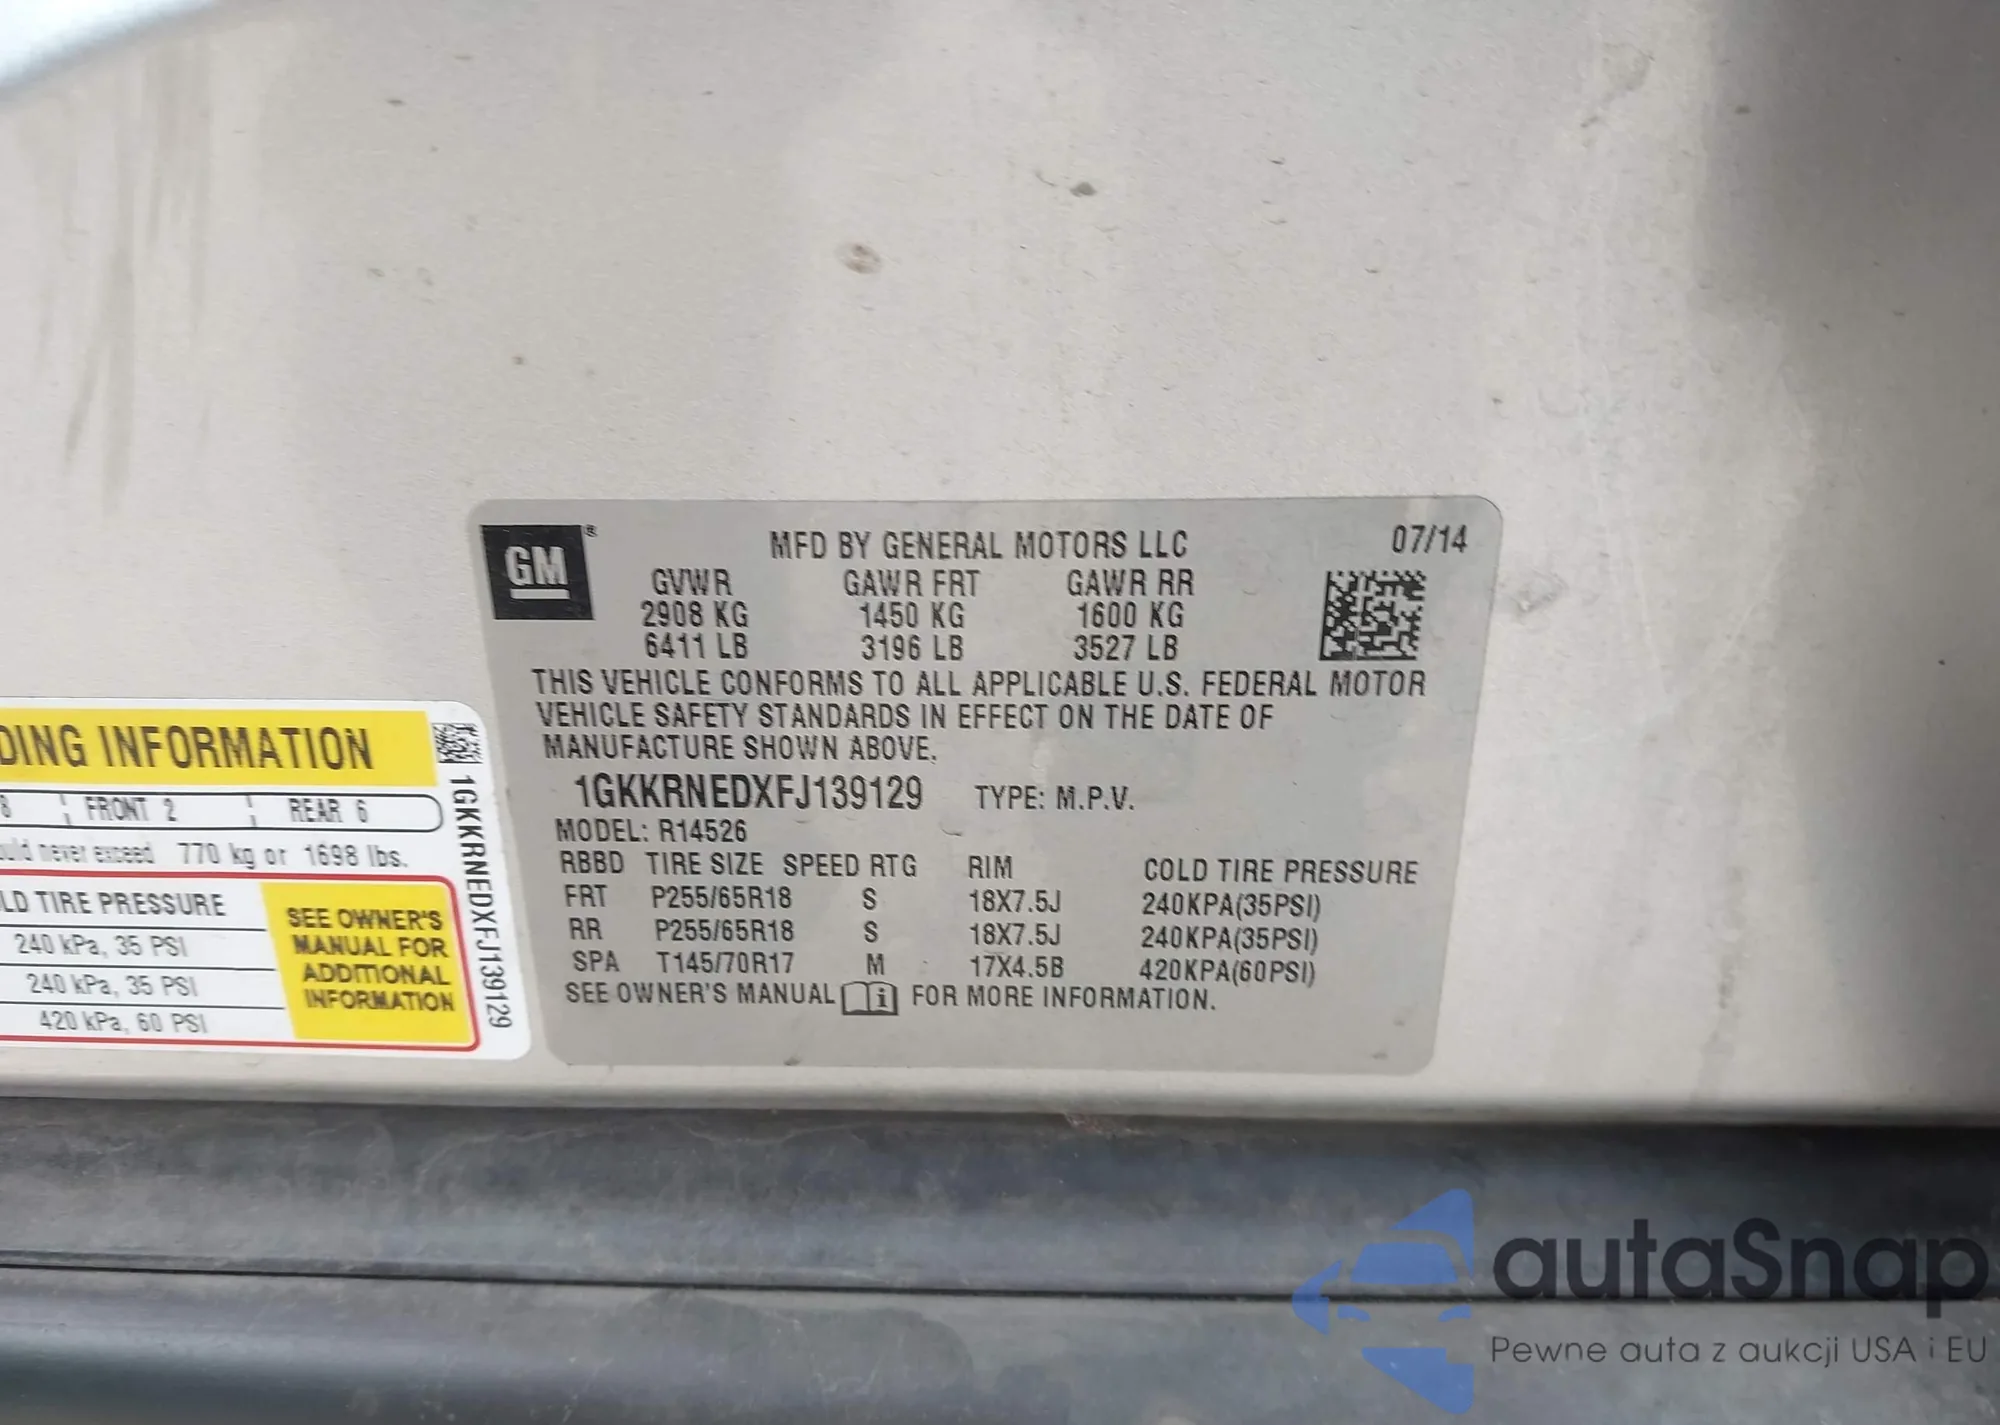 GM ®
MFD BY GENERAL MOTORS LLC 07/14
GVWR GAWR FRT GAWR RR
2908 KG 1450 KG 1600 KG
6411 LB 3196 LB 3527 LB
THIS VEHICLE CONFORMS TO ALL APPLICABLE U.S. FEDERAL MOTOR
VEHICLE SAFETY STANDARDS IN EFFECT ON THE DATE OF
MANUFACTURE SHOWN ABOVE.
1GKKRNEDXFJ139129 TYPE: M.P.V.
MODEL: R14526
RBBD TIRE SIZE SPEED RTG RIM COLD TIRE PRESSURE
FRT P255/65R18 S 18X7.5J 240KPA(35PSI)
RR P255/65R18 S 18X7.5J 240KPA(35PSI)
SPA T145/70R17 M 17X4.5B 420KPA(60PSI)
SEE OWNER'S MANUAL i FOR MORE INFORMATION.
DING INFORMATION
8 FRONT 2 REAR 6
uld never exceed 770 kg or 1698 lbs.
LD TIRE PRESSURE
240 kPa, 35 PSI
240 kPa, 35 PSI
420 kPa, 60 PSI
SEE OWNER'S
MANUAL FOR
ADDITIONAL
INFORMATION
1GKKRNEDXFJ139129
autaSnap
Pewne auta z aukcji USA i EU